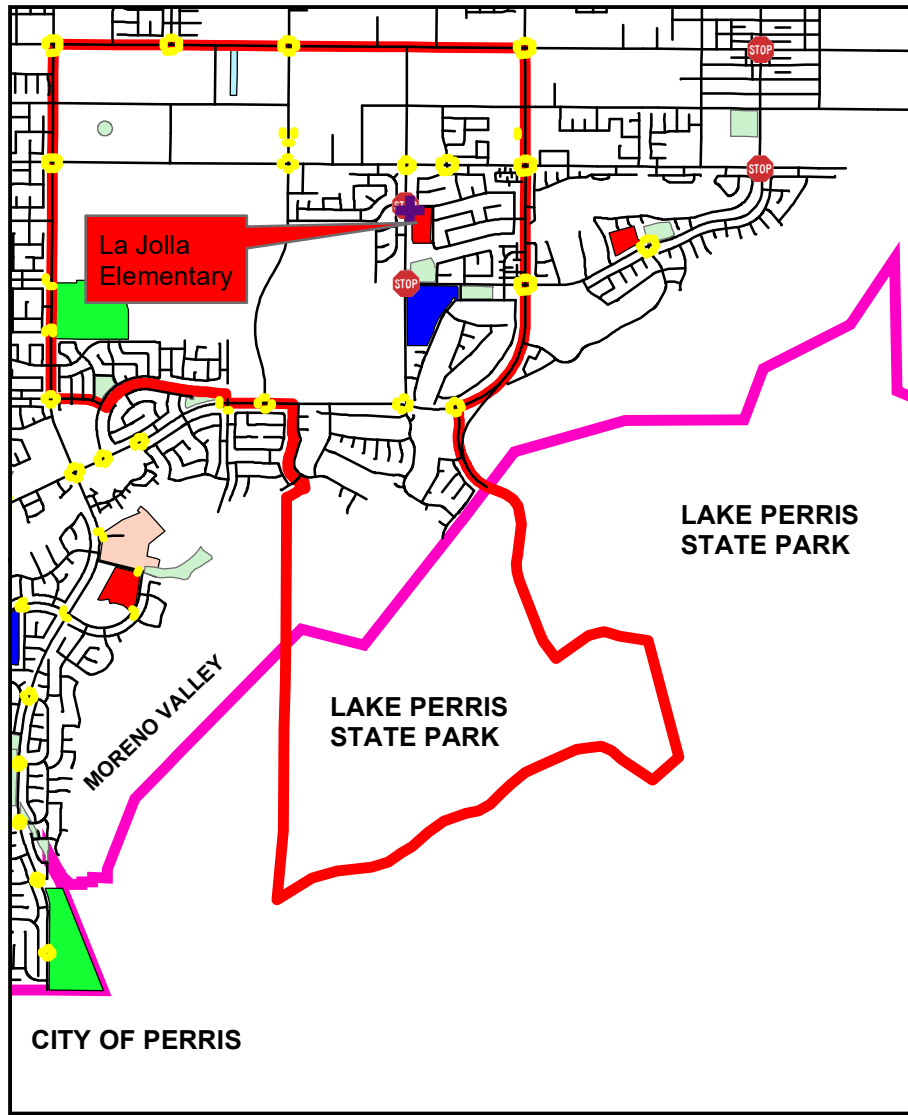 STOP
STOP
La Jolla
Elementary
STOP
LAKE PERRIS
STATE PARK
MORENO VALLEY
LAKE PERRIS
STATE PARK
CITY OF PERRIS